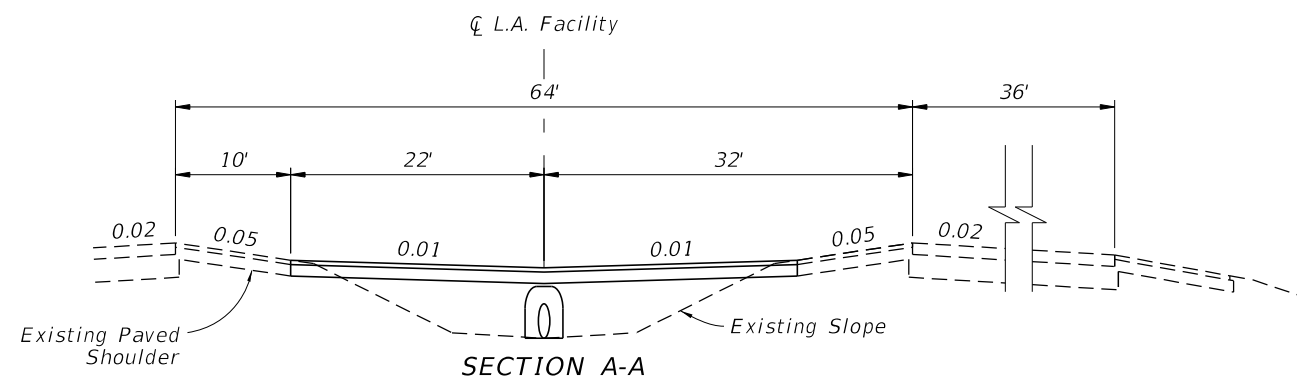 ℄ L.A. Facility
64'
36'
10'
22'
32'
0.02
0.05
0.01
0.01
0.05
0.02
Existing Paved
Shoulder
Existing Slope
SECTION A-A